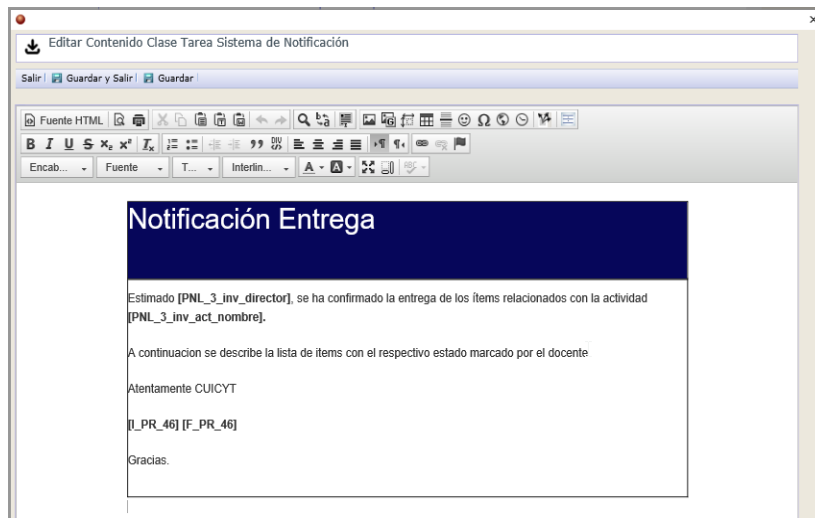 Editar Contenido Clase Tarea Sistema de Notificación
Salir Guardar y Salir Guardar
Fuente HTML
Encab... Fuente T... Interlin...
Notificación Entrega
Estimado [PNL_3_inv_director], se ha confirmado la entrega de los ítems relacionados con la actividad
[PNL_3_inv_act_nombre].
A continuacion se describe la lista de items con el respectivo estado marcado por el docente
Atentamente CUICYT
[I_PR_46] [F_PR_46]
Gracias.